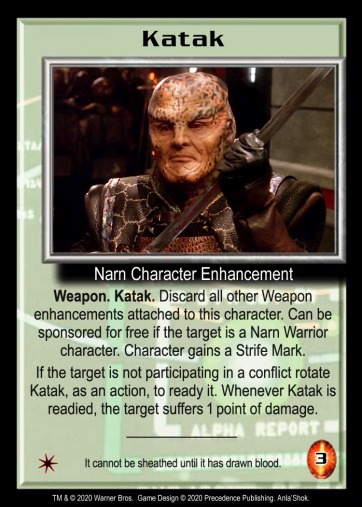 Katak
Narn Character Enhancement
Weapon. Katak. Discard all other Weapon
enhancements attached to this character. Can be
sponsored for free if the target is a Narn Warrior
character. Character gains a Strife Mark.
If the target is not participating in a conflict rotate
Katak, as an action, to ready it. Whenever Katak is
readied, the target suffers 1 point of damage.
ALPHA REPORT
It cannot be sheathed until it has drawn blood.
3
TM & © 2020 Warner Bros. Game Design © 2020 Precedence Publishing. Anla'Shok.